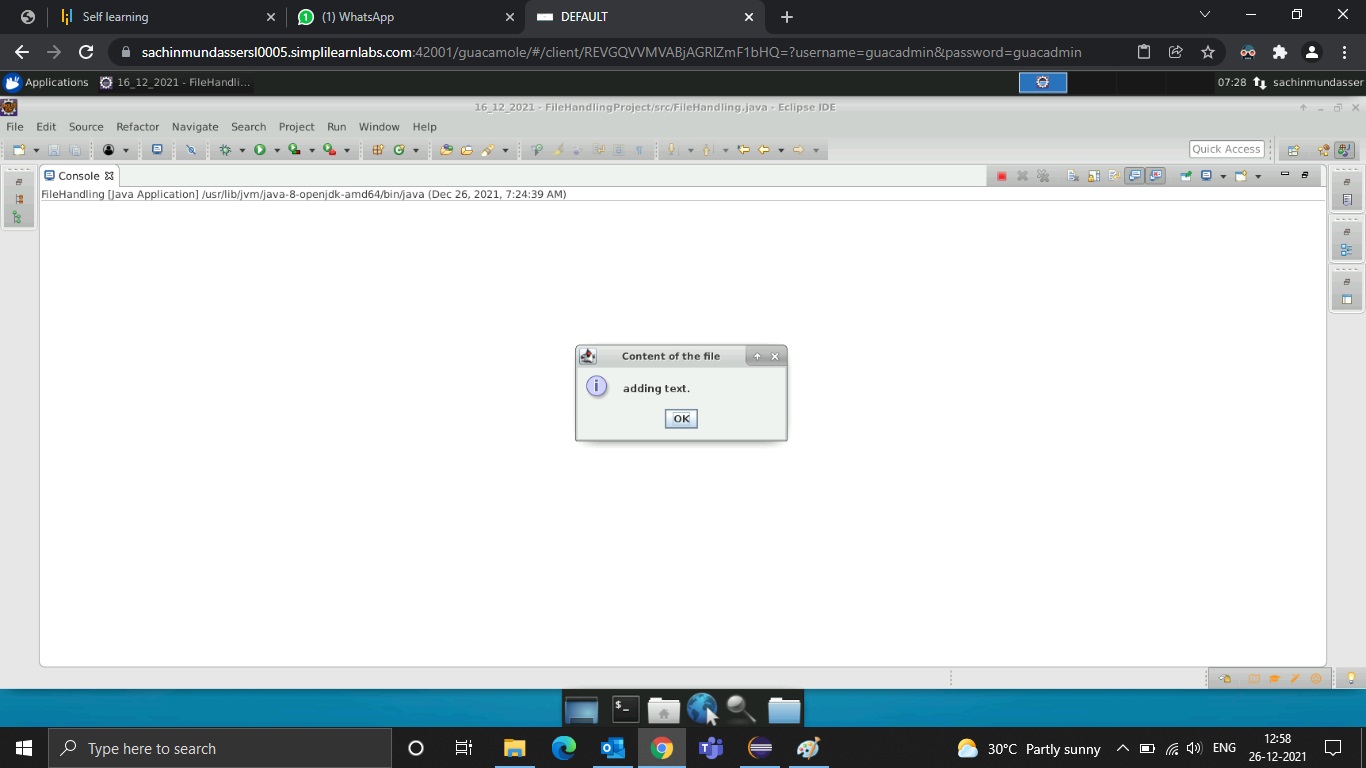 Self learning
(1) WhatsApp
DEFAULT
sachinmundassersl0005.simplilearnlabs.com:42001/guacamole/#/client/REVGQVVMVABjAGRlZmF1bHQ=?username=guacadmin&password=guacadmin
Applications
16_12_2021 - FileHandli...
07:28
sachinmundasser
16_12_2021 - FileHandlingProject/src/FileHandling.java - Eclipse IDE
File Edit Source Refactor Navigate Search Project Run Window Help
Quick Access
Console
FileHandling [Java Application] /usr/lib/jvm/java-8-openjdk-amd64/bin/java (Dec 26, 2021, 7:24:39 AM)
Content of the file
i
adding text.
OK
$_
Type here to search
30°C Partly sunny
ENG
12:58
26-12-2021